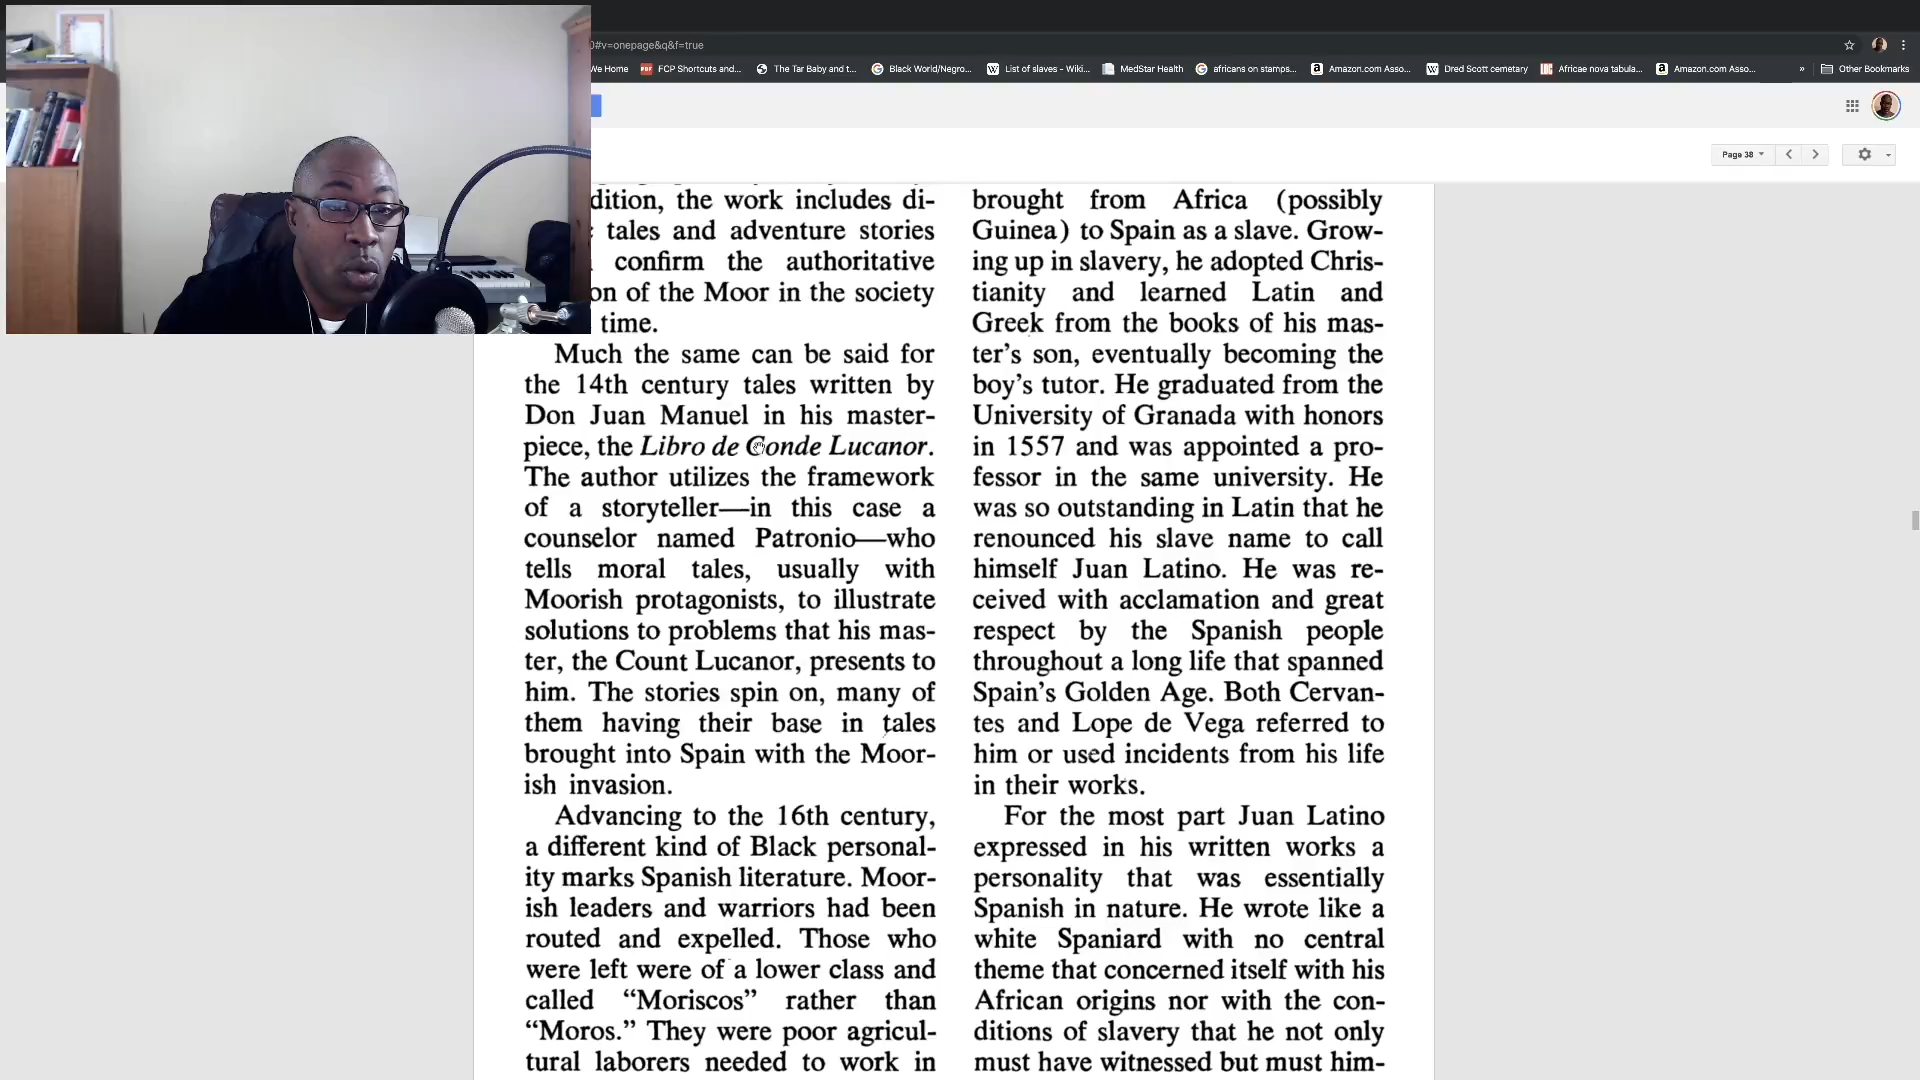 0#v=onepage&q&f=true
We Home
FCP Shortcuts and...
The Tar Baby and t...
Black World/Negro...
List of slaves - Wiki...
MedStar Health
africans on stamps...
Amazon.com Asso...
Dred Scott cemetary
Africae nova tabula...
Amazon.com Asso...
»
Other Bookmarks
Page 38
dition, the work includes di-
tales and adventure stories
confirm the authoritative
on of the Moor in the society
time.
Much the same can be said for
the 14th century tales written by
Don Juan Manuel in his master-
piece, the Libro de Conde Lucanor.
The author utilizes the framework
of a storyteller—in this case a
counselor named Patronio—who
tells moral tales, usually with
Moorish protagonists, to illustrate
solutions to problems that his mas-
ter, the Count Lucanor, presents to
him. The stories spin on, many of
them having their base in tales
brought into Spain with the Moor-
ish invasion.
Advancing to the 16th century,
a different kind of Black personal-
ity marks Spanish literature. Moor-
ish leaders and warriors had been
routed and expelled. Those who
were left were of a lower class and
called “Moriscos” rather than
“Moros.” They were poor agricul-
tural laborers needed to work in
brought from Africa (possibly
Guinea) to Spain as a slave. Grow-
ing up in slavery, he adopted Chris-
tianity and learned Latin and
Greek from the books of his mas-
ter’s son, eventually becoming the
boy’s tutor. He graduated from the
University of Granada with honors
in 1557 and was appointed a pro-
fessor in the same university. He
was so outstanding in Latin that he
renounced his slave name to call
himself Juan Latino. He was re-
ceived with acclamation and great
respect by the Spanish people
throughout a long life that spanned
Spain’s Golden Age. Both Cervan-
tes and Lope de Vega referred to
him or used incidents from his life
in their works.
For the most part Juan Latino
expressed in his written works a
personality that was essentially
Spanish in nature. He wrote like a
white Spaniard with no central
theme that concerned itself with his
African origins nor with the con-
ditions of slavery that he not only
must have witnessed but must him-